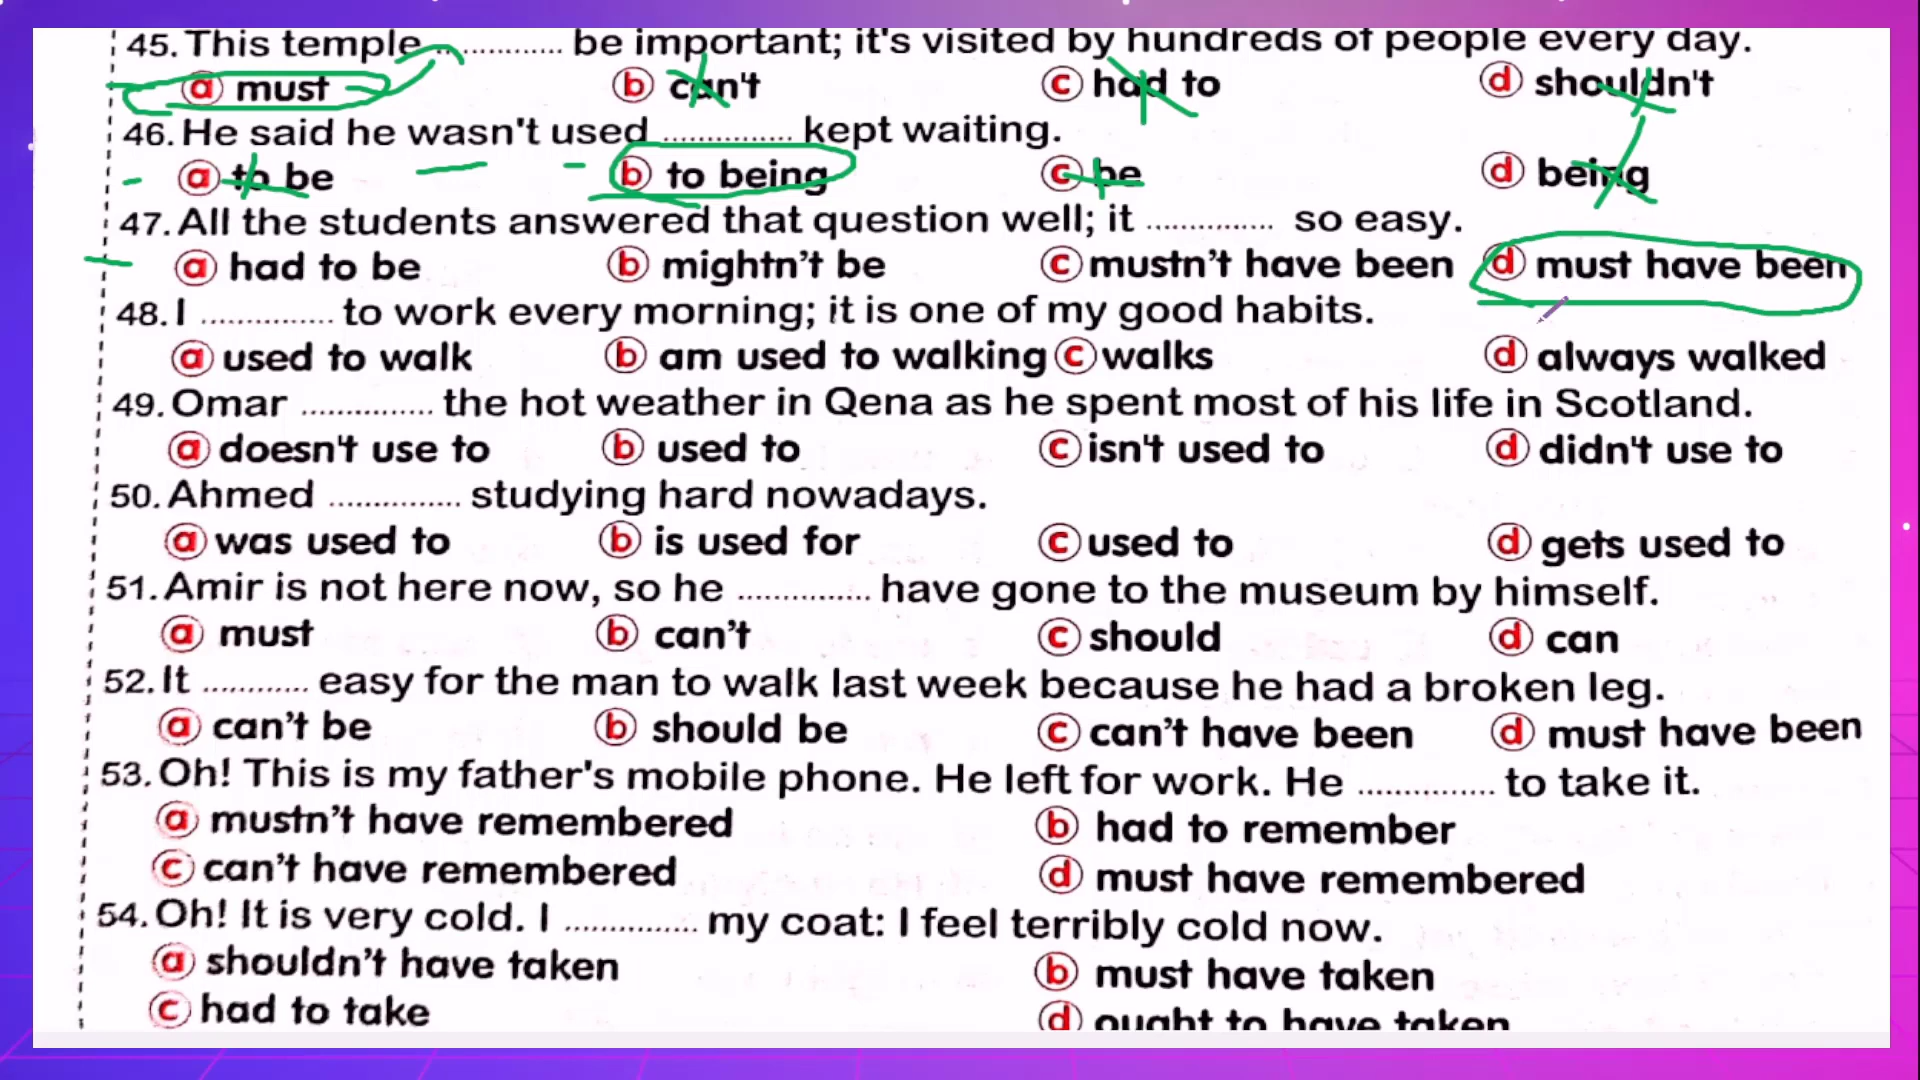 45. This temple .............. be important; it's visited by hundreds of people every day.
a must b can't c had to d shouldn't
46. He said he wasn't used .............. kept waiting.
a to be b to being c be d being
47. All the students answered that question well; it .............. so easy.
a had to be b mightn't be c mustn't have been d must have been
48. I .............. to work every morning; it is one of my good habits.
a used to walk b am used to walking c walks d always walked
49. Omar .............. the hot weather in Qena as he spent most of his life in Scotland.
a doesn't use to b used to c isn't used to d didn't use to
50. Ahmed .............. studying hard nowadays.
a was used to b is used for c used to d gets used to
51. Amir is not here now, so he .............. have gone to the museum by himself.
a must b can't c should d can
52. It ............ easy for the man to walk last week because he had a broken leg.
a can't be b should be c can't have been d must have been
53. Oh! This is my father's mobile phone. He left for work. He .............. to take it.
a mustn't have remembered b had to remember
c can't have remembered d must have remembered
54. Oh! It is very cold. I .............. my coat: I feel terribly cold now.
a shouldn't have taken b must have taken
c had to take d ought to have taken